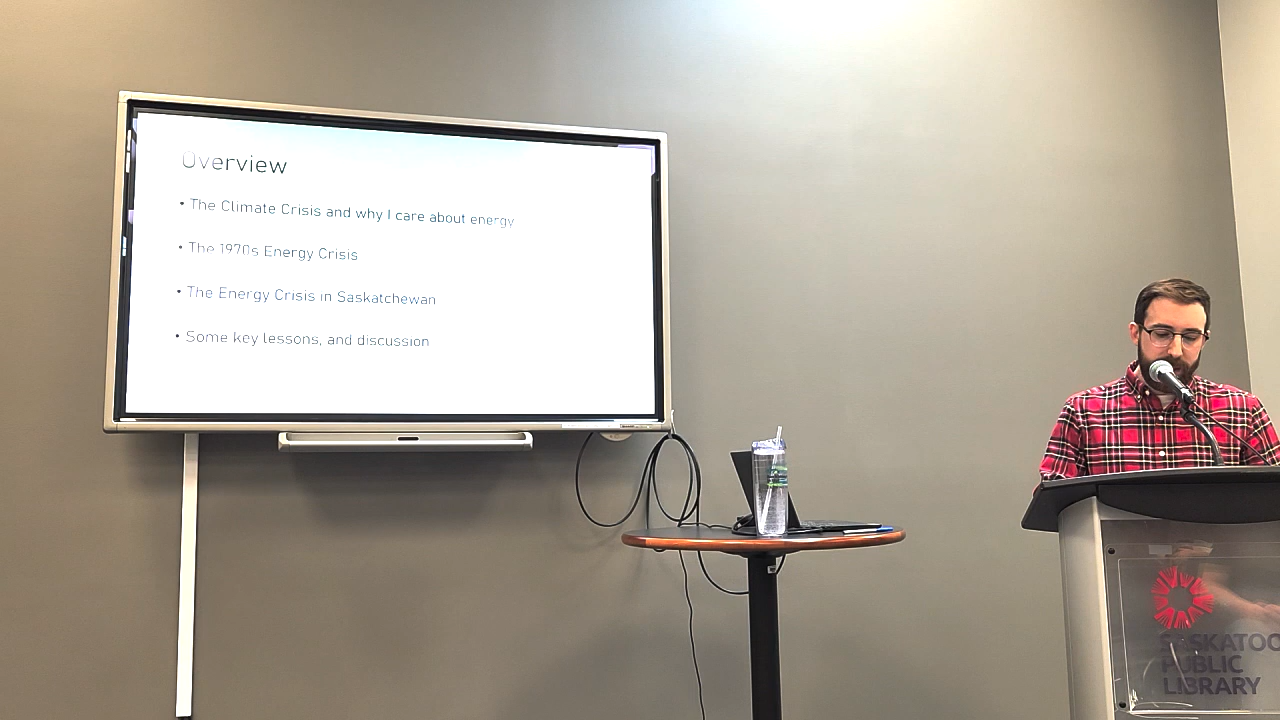 Overview
• The Climate Crisis and why I care about energy
• The 1970s Energy Crisis
• The Energy Crisis in Saskatchewan
• Some key lessons, and discussion
SASKATOO
PUBLIC
LIBRARY